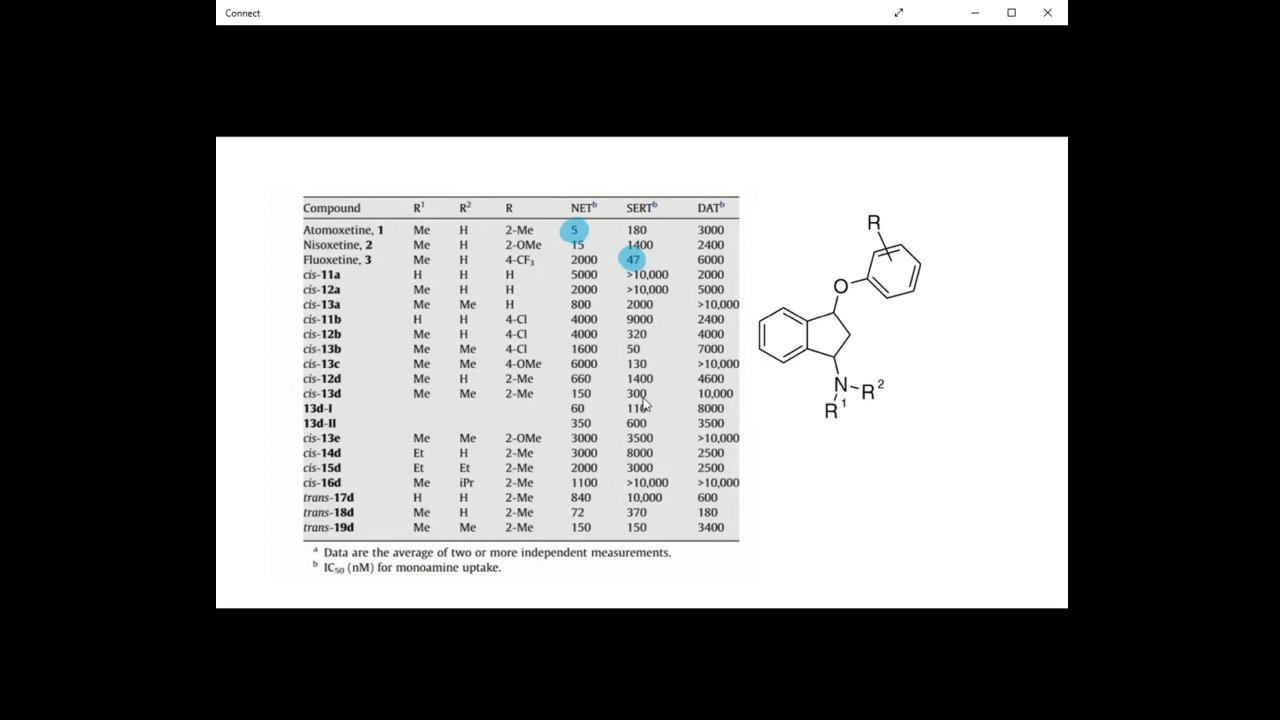 Connect
Compound R¹ R² R NETᵇ SERTᵇ DATᵇ
Atomoxetine, 1 Me H 2-Me 5 180 3000
Nisoxetine, 2 Me H 2-OMe 15 1400 2400
Fluoxetine, 3 Me H 4-CF₃ 2000 47 6000
cis-11a H H H 5000 >10,000 2000
cis-12a Me H H 2000 >10,000 5000
cis-13a Me Me H 800 2000 >10,000
cis-11b H H 4-Cl 4000 9000 2400
cis-12b Me H 4-Cl 4000 320 4000
cis-13b Me Me 4-Cl 1600 50 7000
cis-13c Me Me 4-OMe 6000 130 >10,000
cis-12d Me H 2-Me 660 1400 4600
cis-13d Me Me 2-Me 150 300 10,000
13d-I 60 110 8000
13d-II 350 600 3500
cis-13e Me Me 2-OMe 3000 3500 >10,000
cis-14d Et H 2-Me 3000 8000 2500
cis-15d Et Et 2-Me 2000 3000 2500
cis-16d Me iPr 2-Me 1100 >10,000 >10,000
trans-17d H H 2-Me 840 10,000 600
trans-18d Me H 2-Me 72 370 180
trans-19d Me Me 2-Me 150 150 3400
ᵃ Data are the average of two or more independent measurements.
ᵇ IC₅₀ (nM) for monoamine uptake.
R
O
N
R²
R¹